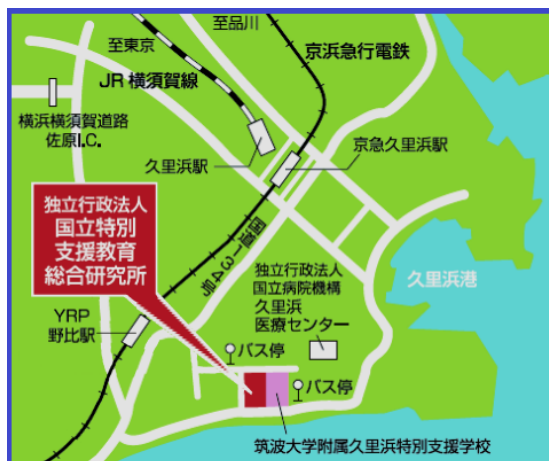 至品川
至東京
京浜急行電鉄
JR横須賀線
横浜横須賀道路
佐原I.C.
久里浜駅
京急久里浜駅
独立行政法人
国立特別
支援教育
総合研究所
国道134号
独立行政法人
国立病院機構
久里浜
医療センター
久里浜港
YRP
野比駅
バス停
バス停
筑波大学附属久里浜特別支援学校